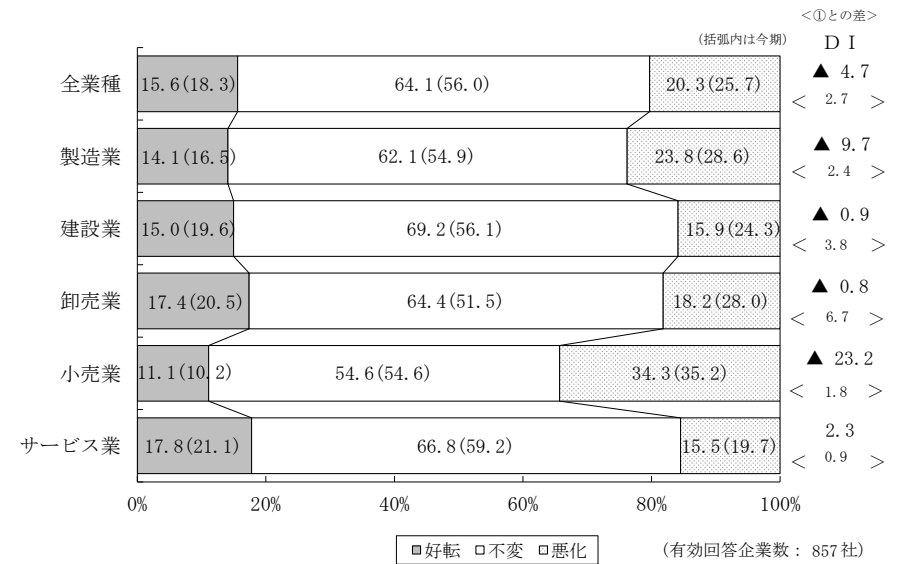 <①との差>
(括弧内は今期) ＤＩ
全業種 15.6(18.3) 64.1(56.0) 20.3(25.7) ▲ 4.7
< 2.7 >
製造業 14.1(16.5) 62.1(54.9) 23.8(28.6) ▲ 9.7
< 2.4 >
建設業 15.0(19.6) 69.2(56.1) 15.9(24.3) ▲ 0.9
< 3.8 >
卸売業 17.4(20.5) 64.4(51.5) 18.2(28.0) ▲ 0.8
< 6.7 >
小売業 11.1(10.2) 54.6(54.6) 34.3(35.2) ▲ 23.2
< 1.8 >
サービス業 17.8(21.1) 66.8(59.2) 15.5(19.7) 2.3
< 0.9 >
0% 20% 40% 60% 80% 100%
好転 不変 悪化 (有効回答企業数： 857社)